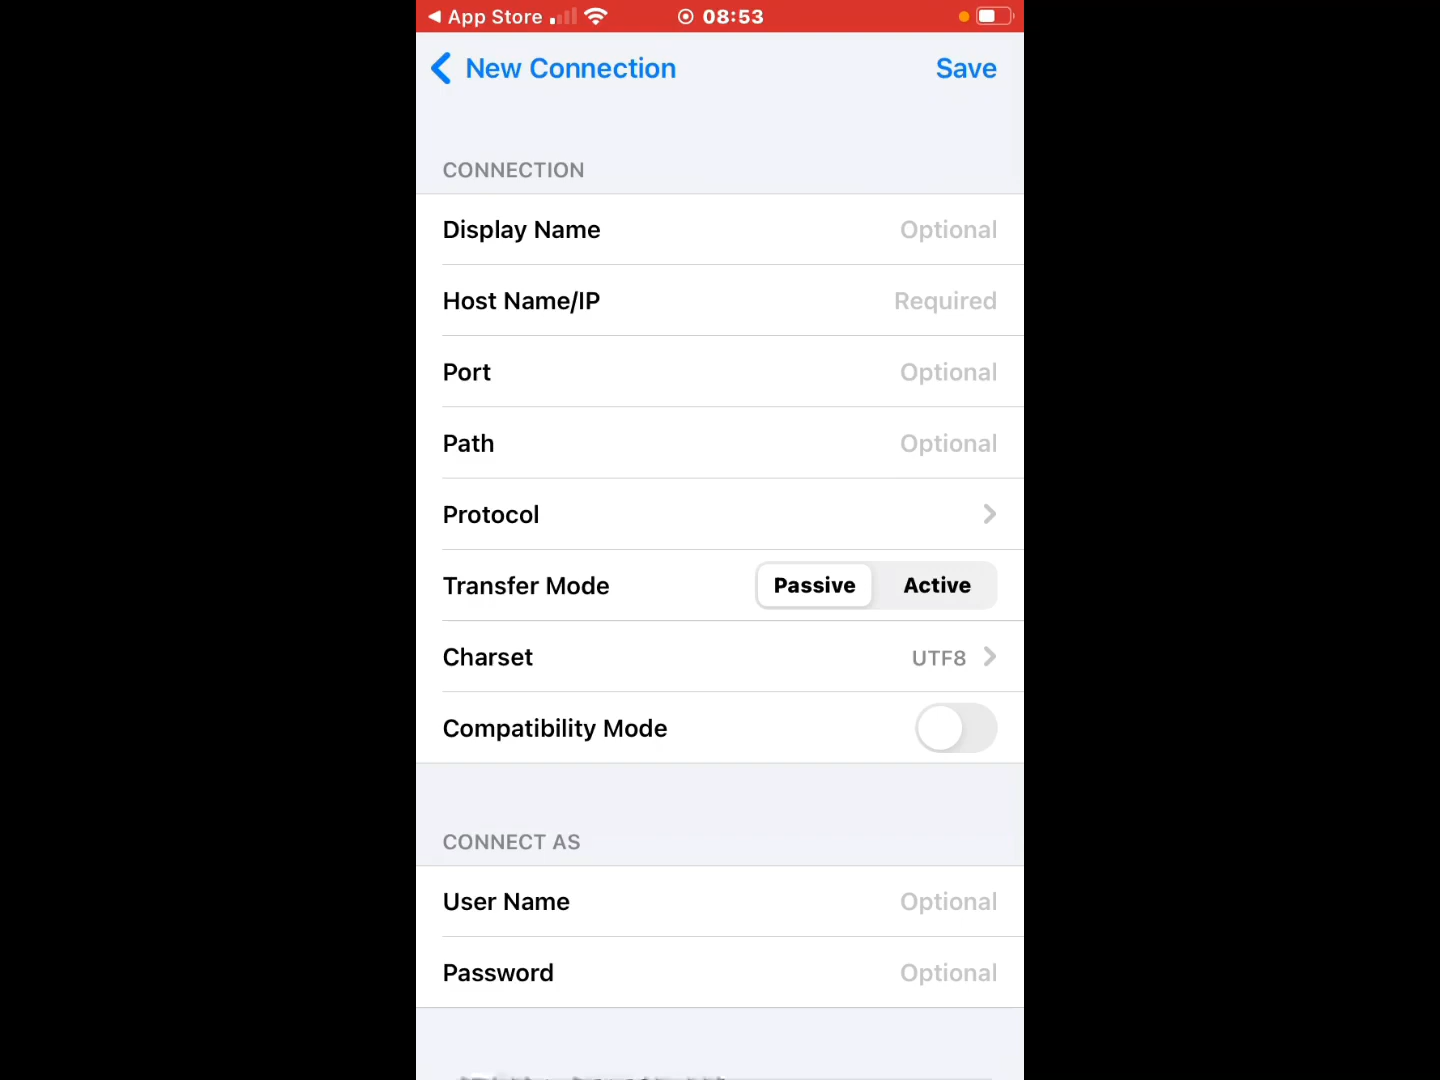 ◀ App Store 08:53
New Connection Save
CONNECTION
Display Name Optional
Host Name/IP Required
Port Optional
Path Optional
Protocol
Transfer Mode Passive Active
Charset UTF8
Compatibility Mode
CONNECT AS
User Name Optional
Password Optional